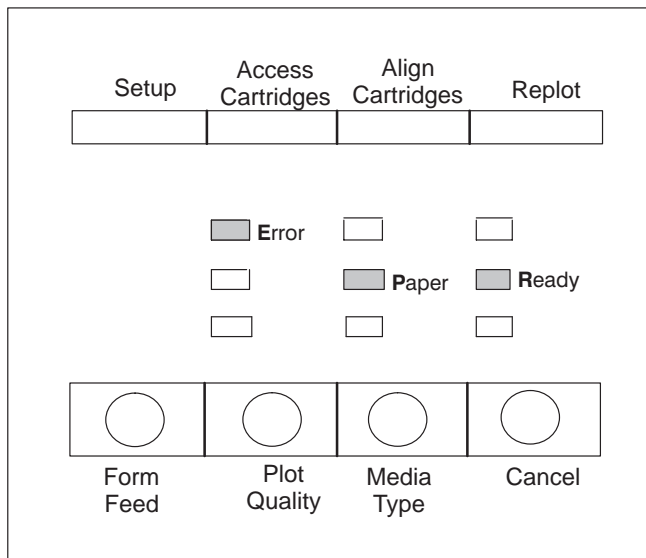 Setup
Access
Cartridges
Align
Cartridges
Replot
Error
Paper
Ready
Form
Feed
Plot
Quality
Media
Type
Cancel